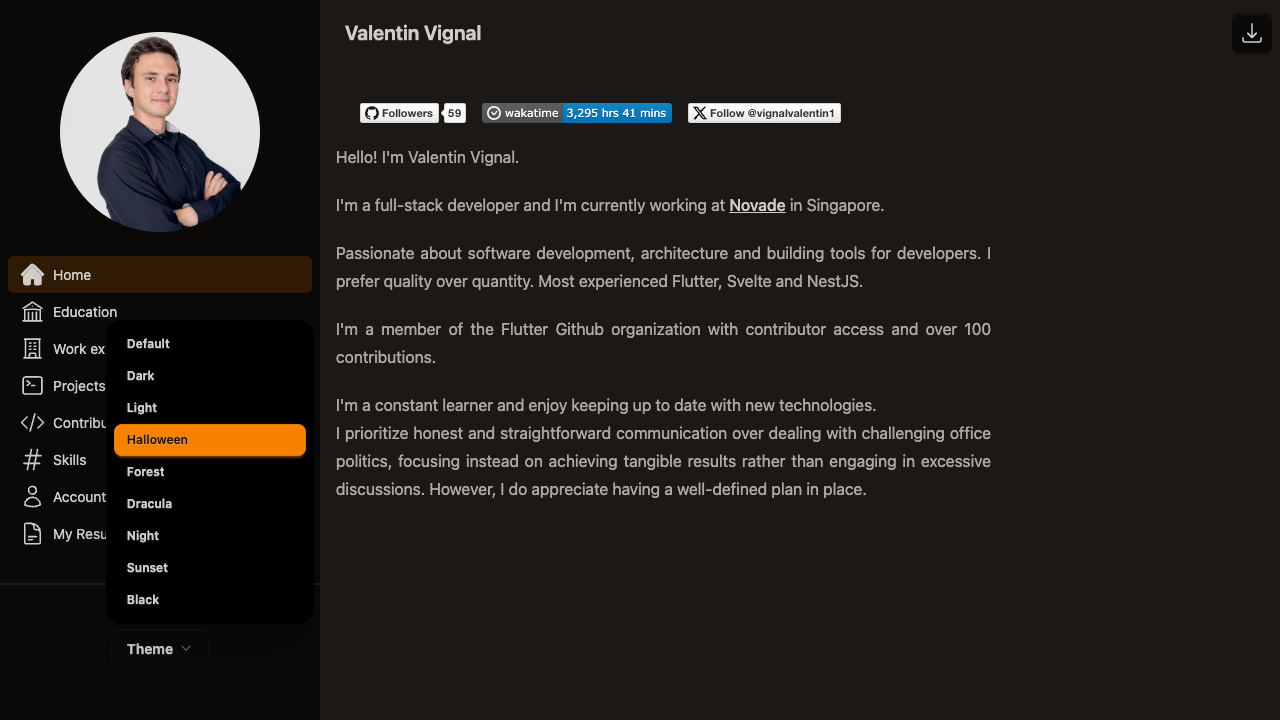 Valentin Vignal
Followers 59
wakatime 3,295 hrs 41 mins
Follow @vignalvalentin1
Hello! I'm Valentin Vignal.
I'm a full-stack developer and I'm currently working at Novade in Singapore.
Passionate about software development, architecture and building tools for developers. I
prefer quality over quantity. Most experienced Flutter, Svelte and NestJS.
I'm a member of the Flutter Github organization with contributor access and over 100
contributions.
I'm a constant learner and enjoy keeping up to date with new technologies.
I prioritize honest and straightforward communication over dealing with challenging office
politics, focusing instead on achieving tangible results rather than engaging in excessive
discussions. However, I do appreciate having a well-defined plan in place.
Home
Education
Work ex
Projects
Contribu
Skills
Account
My Resu
Default
Dark
Light
Halloween
Forest
Dracula
Night
Sunset
Black
Theme